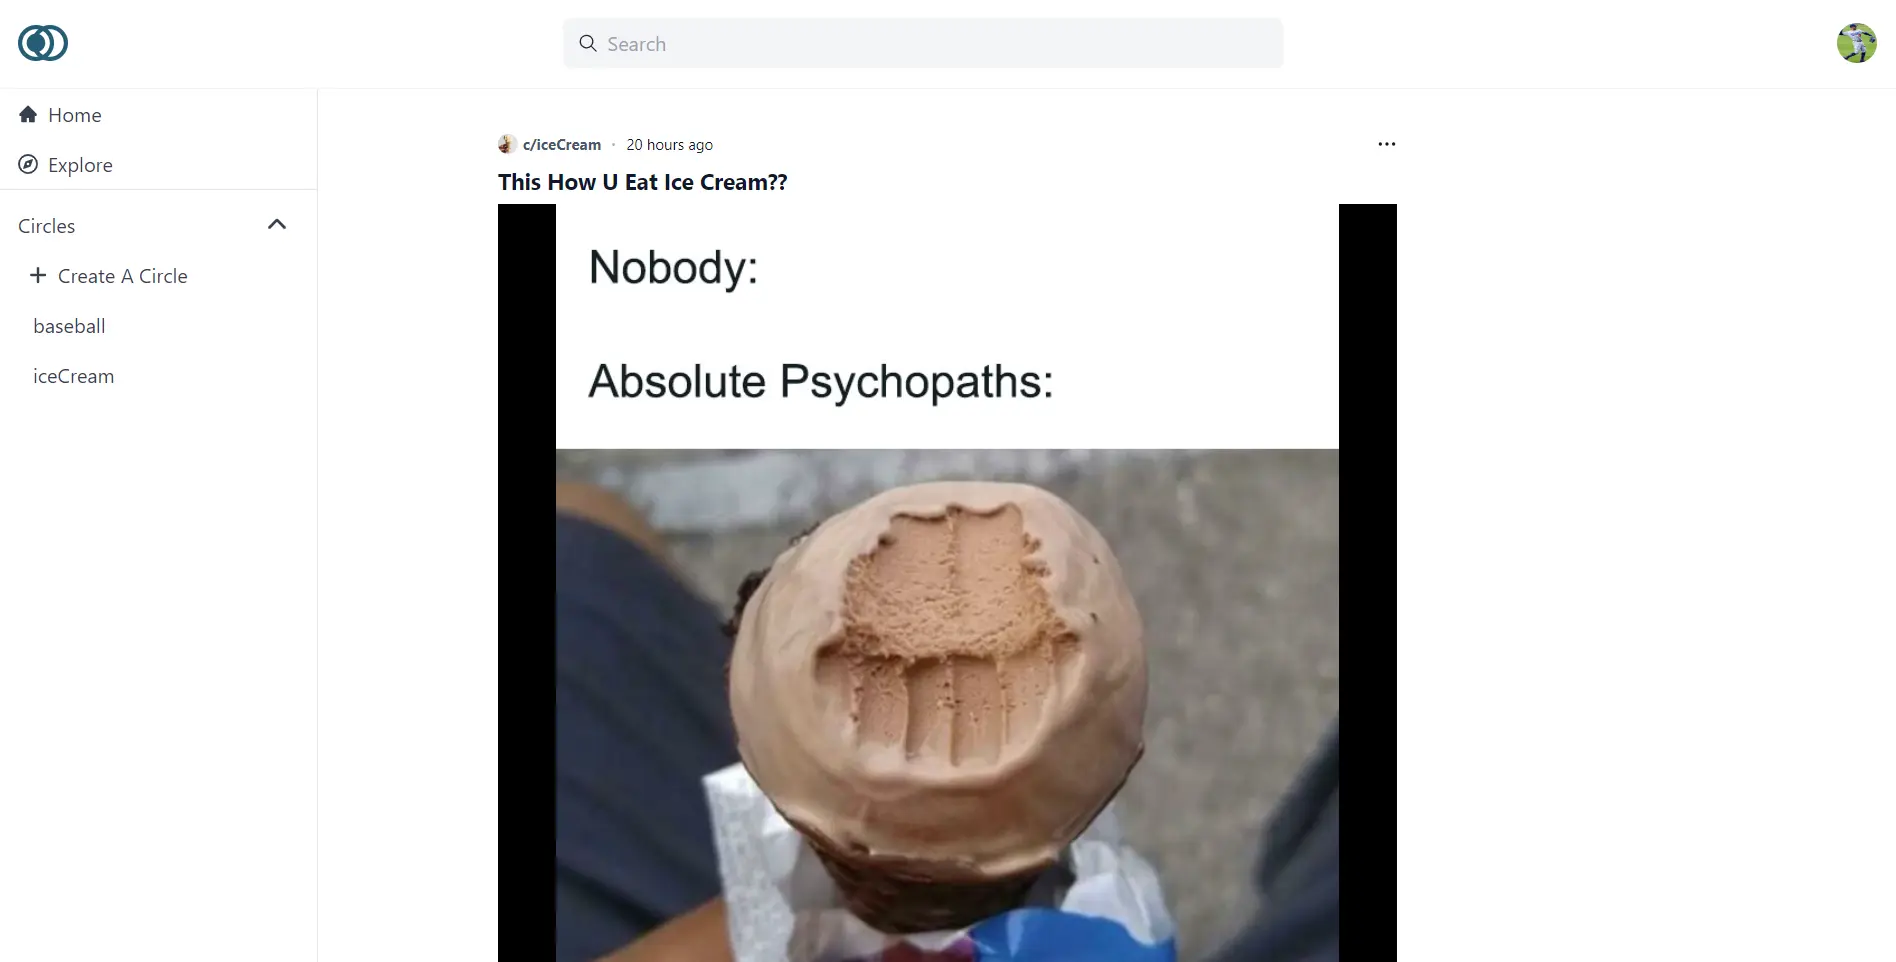 Search
Home
Explore
Circles
Create A Circle
baseball
iceCream
c/iceCream · 20 hours ago
This How U Eat Ice Cream??
Nobody:
Absolute Psychopaths: